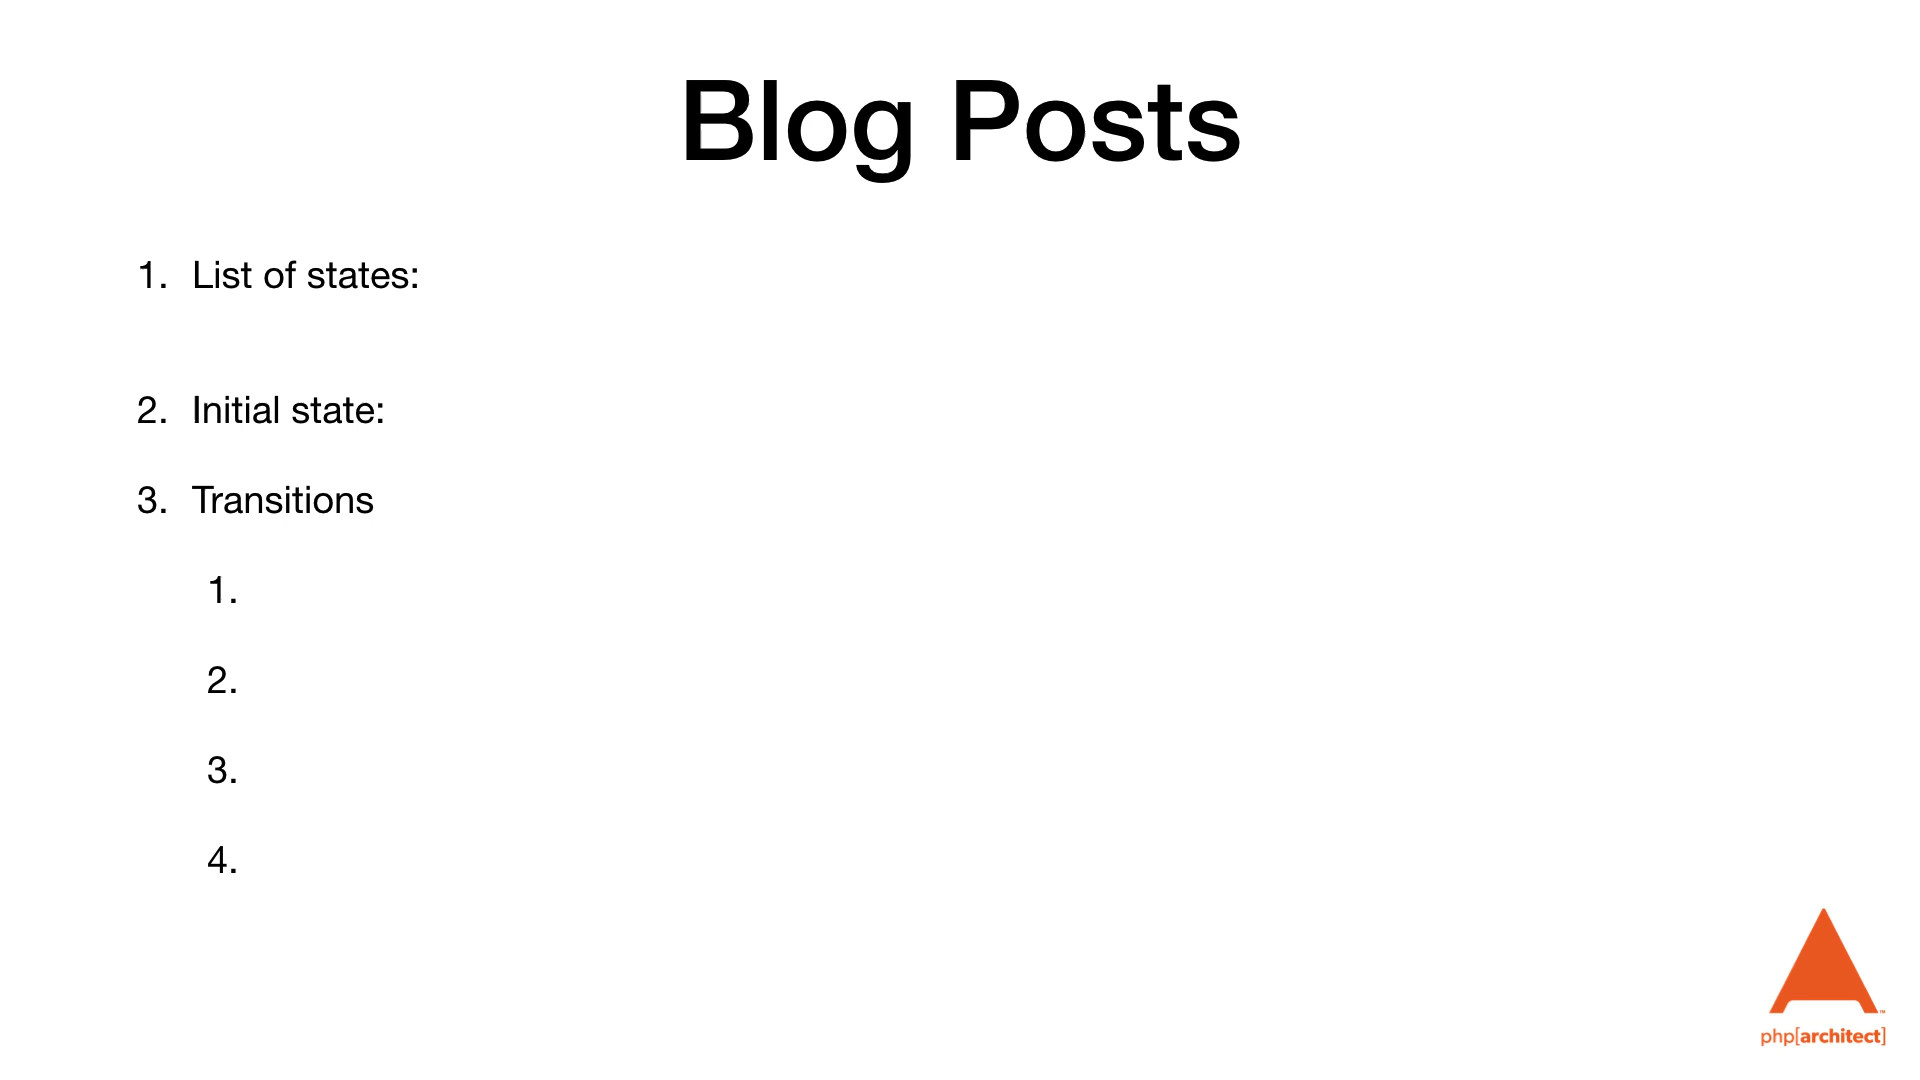 Blog Posts
1. List of states:
2. Initial state:
3. Transitions
1.
2.
3.
4.
php[architect]